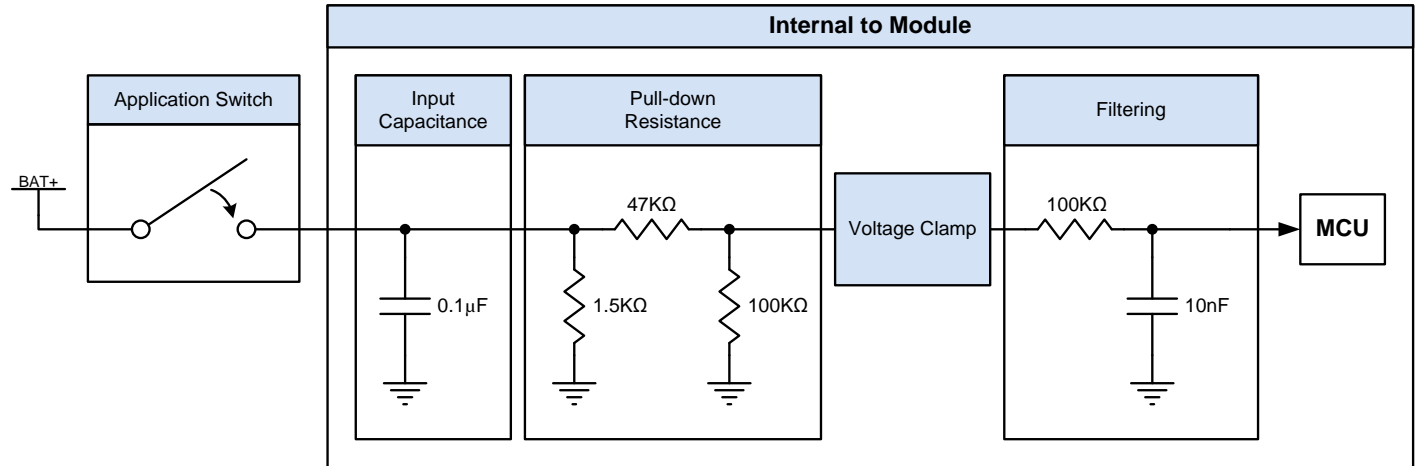 Internal to Module
Application Switch
Input
Capacitance
Pull-down
Resistance
Filtering
BAT+
47KΩ
100KΩ
Voltage Clamp
MCU
0.1µF
1.5KΩ
100KΩ
10nF